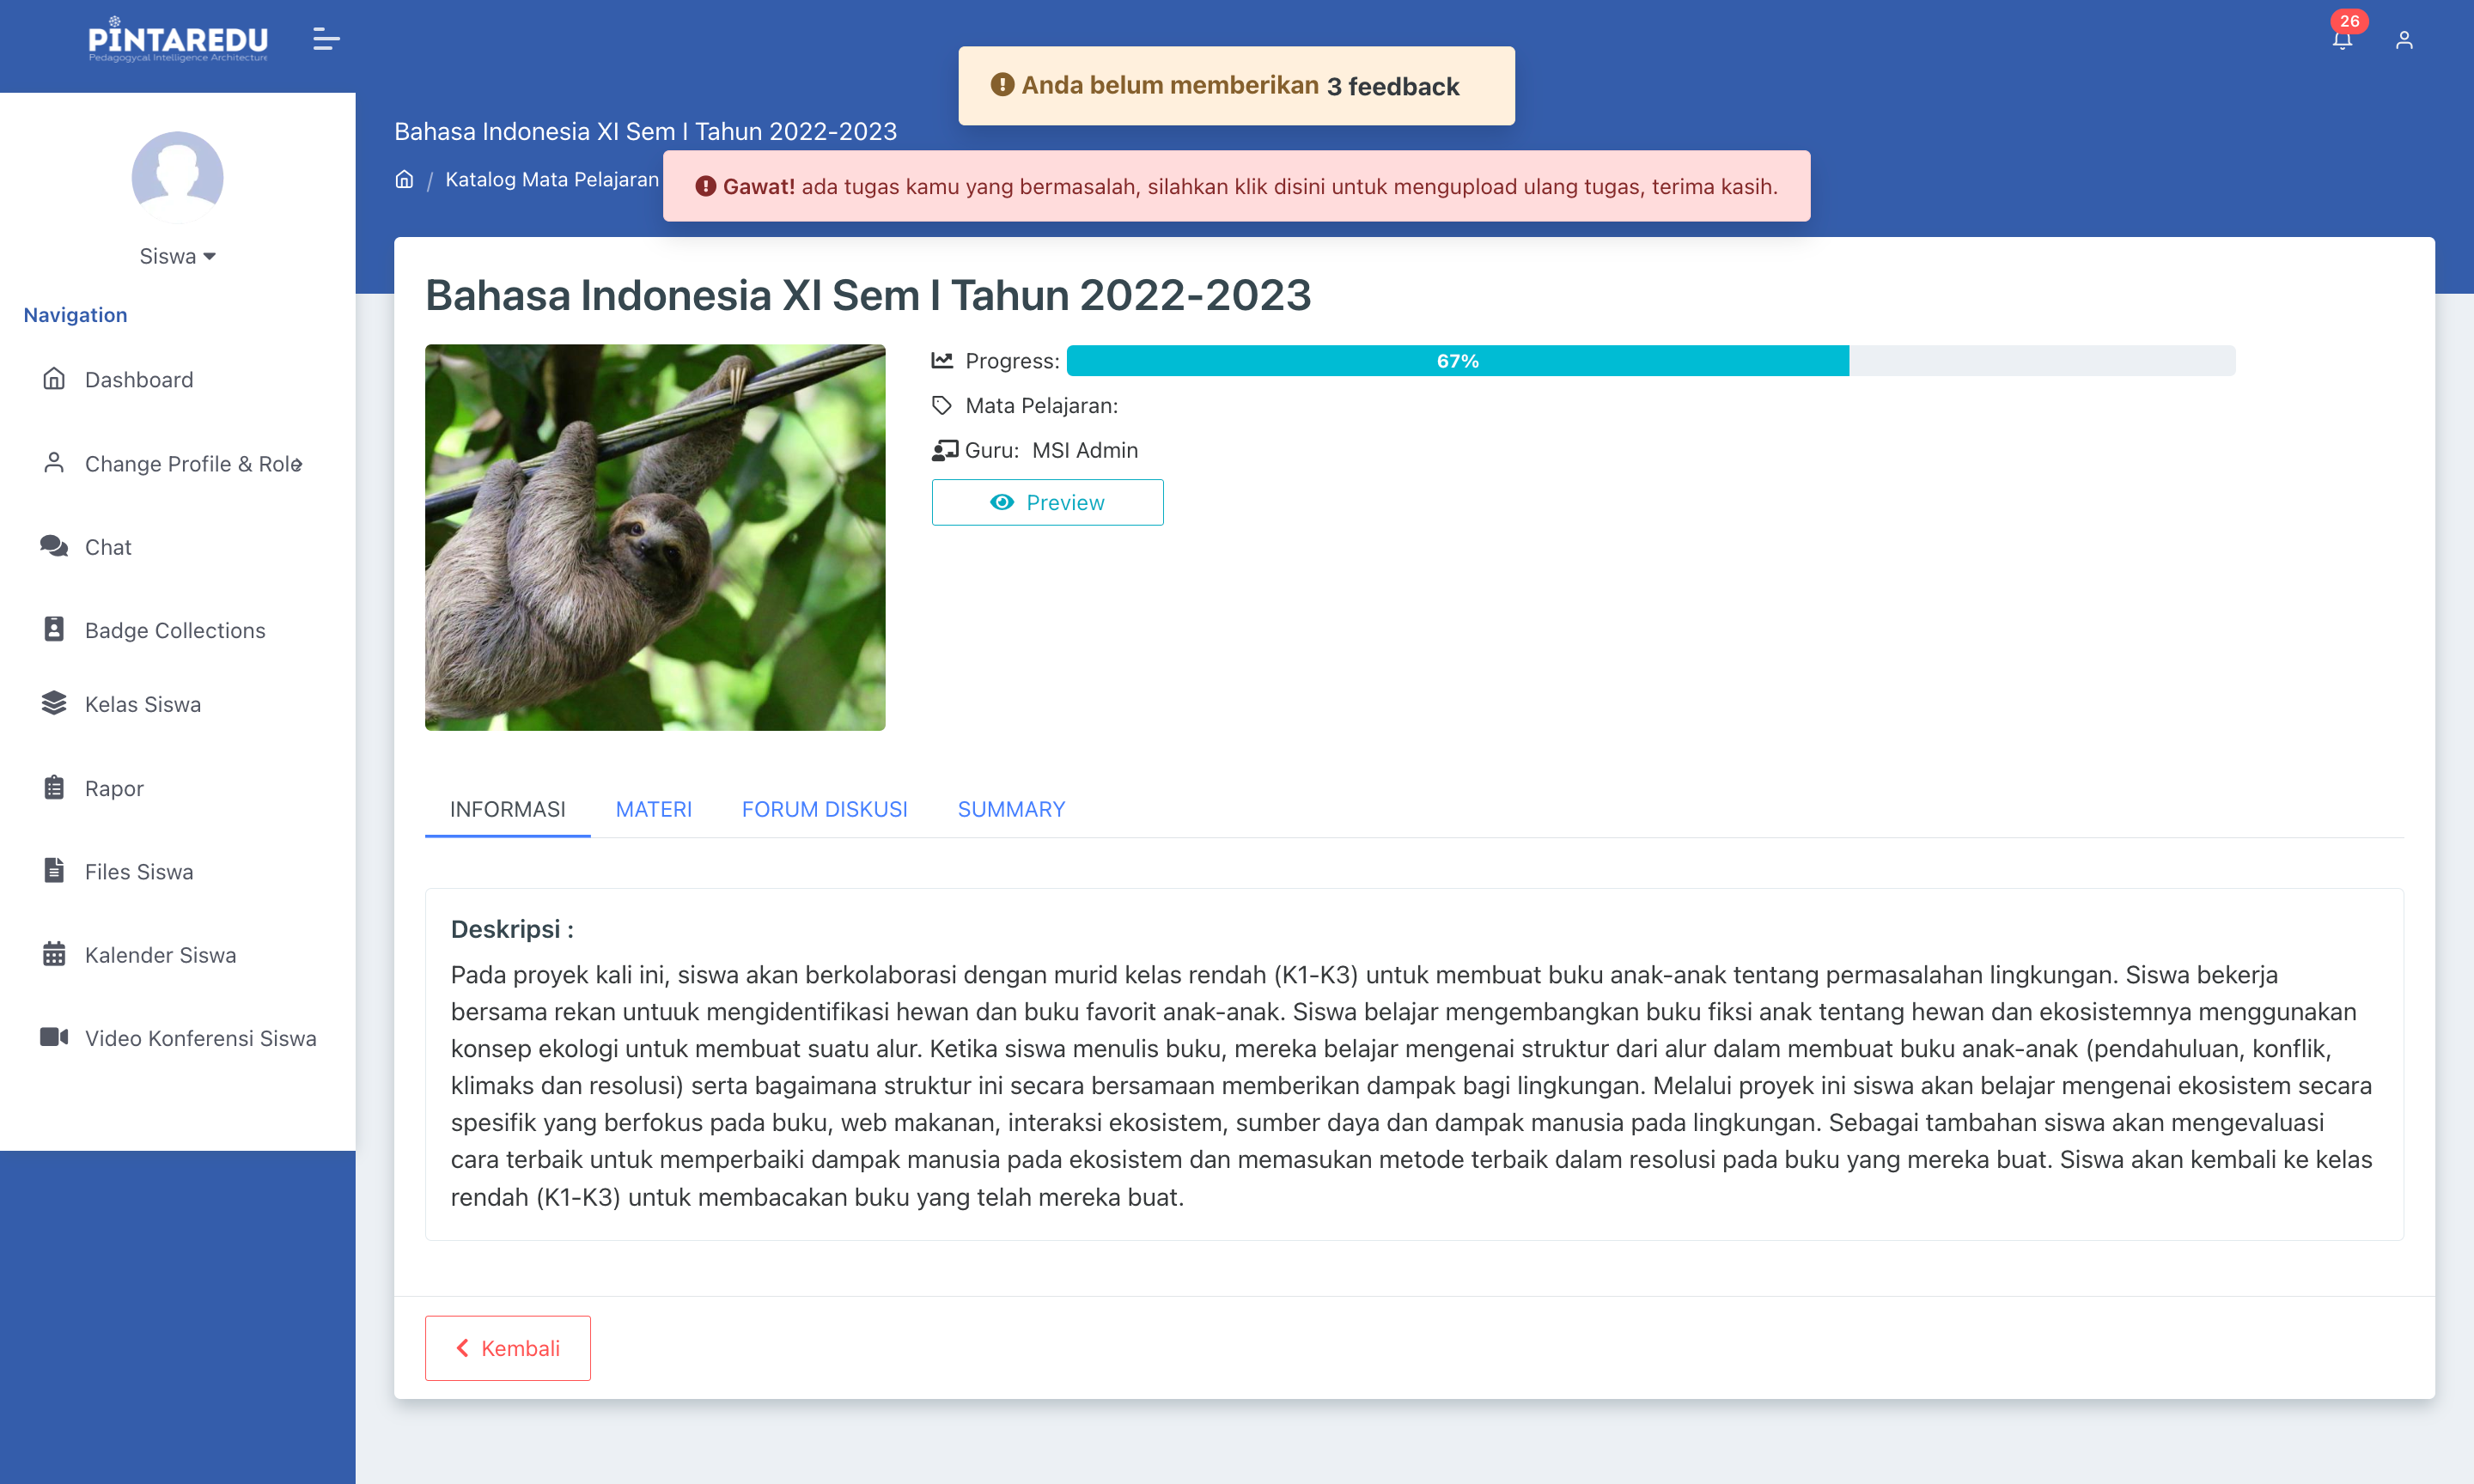 PINTAREDU
Pedagogycal Intelligence Architecture
26
Anda belum memberikan 3 feedback
Bahasa Indonesia XI Sem I Tahun 2022-2023
/ Katalog Mata Pelajaran
Gawat! ada tugas kamu yang bermasalah, silahkan klik disini untuk mengupload ulang tugas, terima kasih.
Siswa
Navigation
Dashboard
Change Profile & Role
Chat
Badge Collections
Kelas Siswa
Rapor
Files Siswa
Kalender Siswa
Video Konferensi Siswa
Bahasa Indonesia XI Sem I Tahun 2022-2023
Progress: 67%
Mata Pelajaran:
Guru: MSI Admin
Preview
INFORMASI MATERI FORUM DISKUSI SUMMARY
Deskripsi :
Pada proyek kali ini, siswa akan berkolaborasi dengan murid kelas rendah (K1-K3) untuk membuat buku anak-anak tentang permasalahan lingkungan. Siswa bekerja
bersama rekan untuuk mengidentifikasi hewan dan buku favorit anak-anak. Siswa belajar mengembangkan buku fiksi anak tentang hewan dan ekosistemnya menggunakan
konsep ekologi untuk membuat suatu alur. Ketika siswa menulis buku, mereka belajar mengenai struktur dari alur dalam membuat buku anak-anak (pendahuluan, konflik,
klimaks dan resolusi) serta bagaimana struktur ini secara bersamaan memberikan dampak bagi lingkungan. Melalui proyek ini siswa akan belajar mengenai ekosistem secara
spesifik yang berfokus pada buku, web makanan, interaksi ekosistem, sumber daya dan dampak manusia pada lingkungan. Sebagai tambahan siswa akan mengevaluasi
cara terbaik untuk memperbaiki dampak manusia pada ekosistem dan memasukan metode terbaik dalam resolusi pada buku yang mereka buat. Siswa akan kembali ke kelas
rendah (K1-K3) untuk membacakan buku yang telah mereka buat.
Kembali